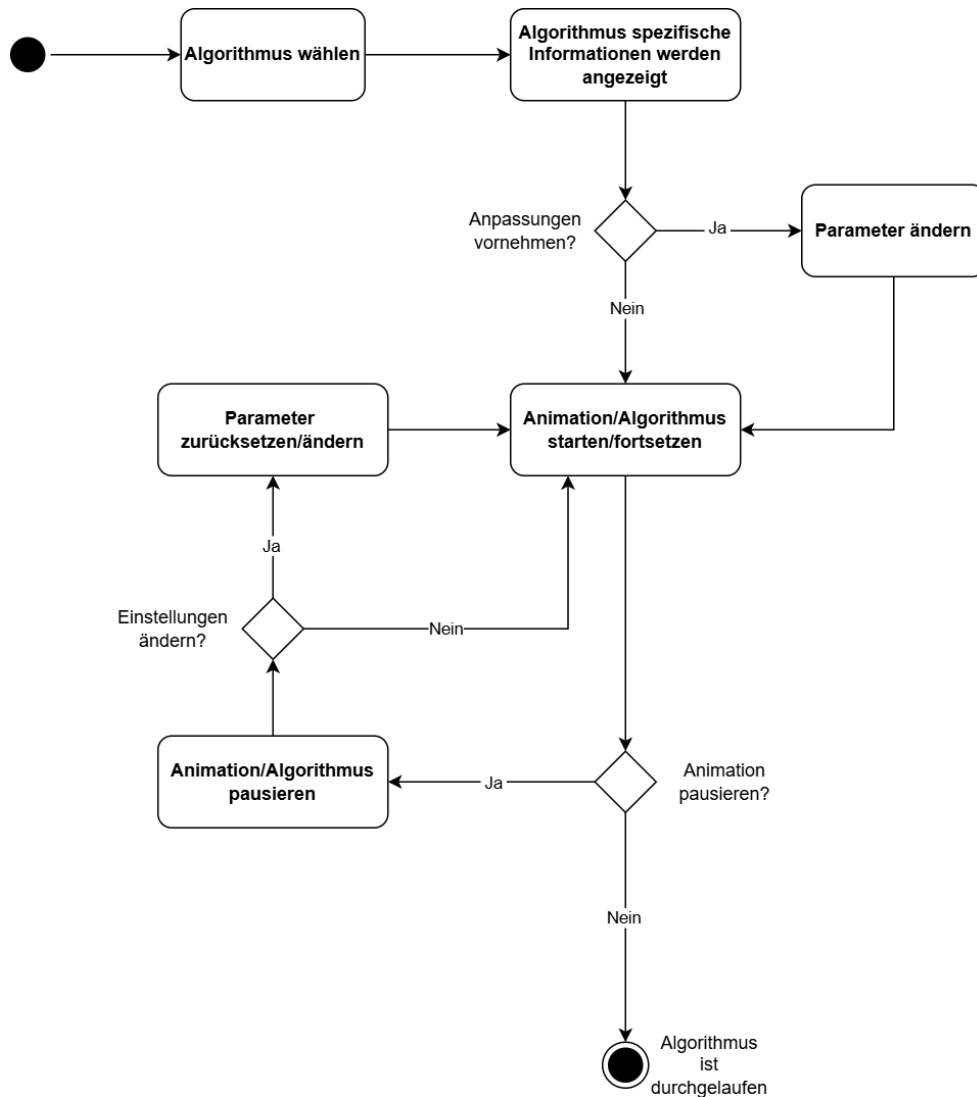 Algorithmus wählen
Algorithmus spezifische
Informationen werden
angezeigt
Anpassungen
vornehmen?
Ja
Parameter ändern
Nein
Parameter
zurücksetzen/ändern
Animation/Algorithmus
starten/fortsetzen
Ja
Einstellungen
ändern?
Nein
Animation/Algorithmus
pausieren
Ja
Animation
pausieren?
Nein
Algorithmus
ist
durchgelaufen